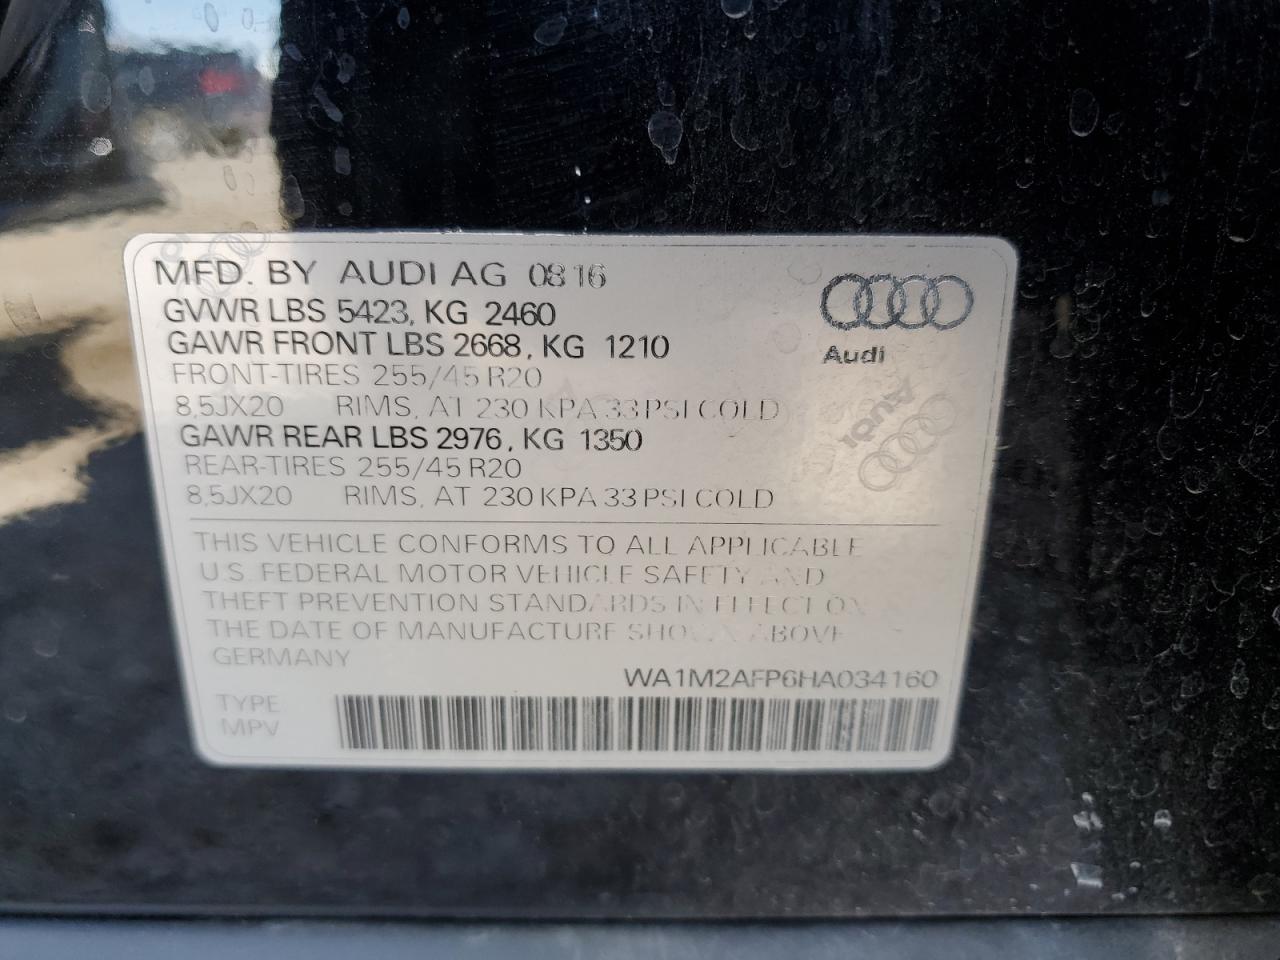 MFD. BY AUDI AG 08 16
GVWR LBS 5423, KG 2460
GAWR FRONT LBS 2668, KG 1210
FRONT-TIRES 255/45 R20
8,5JX20 RIMS, AT 230 KPA 33 PSI COLD
GAWR REAR LBS 2976, KG 1350
REAR-TIRES 255/45 R20
8,5JX20 RIMS, AT 230 KPA 33 PSI COLD
Audi
Audi
THIS VEHICLE CONFORMS TO ALL APPLICABLE
U.S. FEDERAL MOTOR VEHICLE SAFETY AND
THEFT PREVENTION STANDARDS IN EFFECT ON
THE DATE OF MANUFACTURE SHOWN ABOVE
GERMANY
WA1M2AFP6HA034160
TYPE
MPV